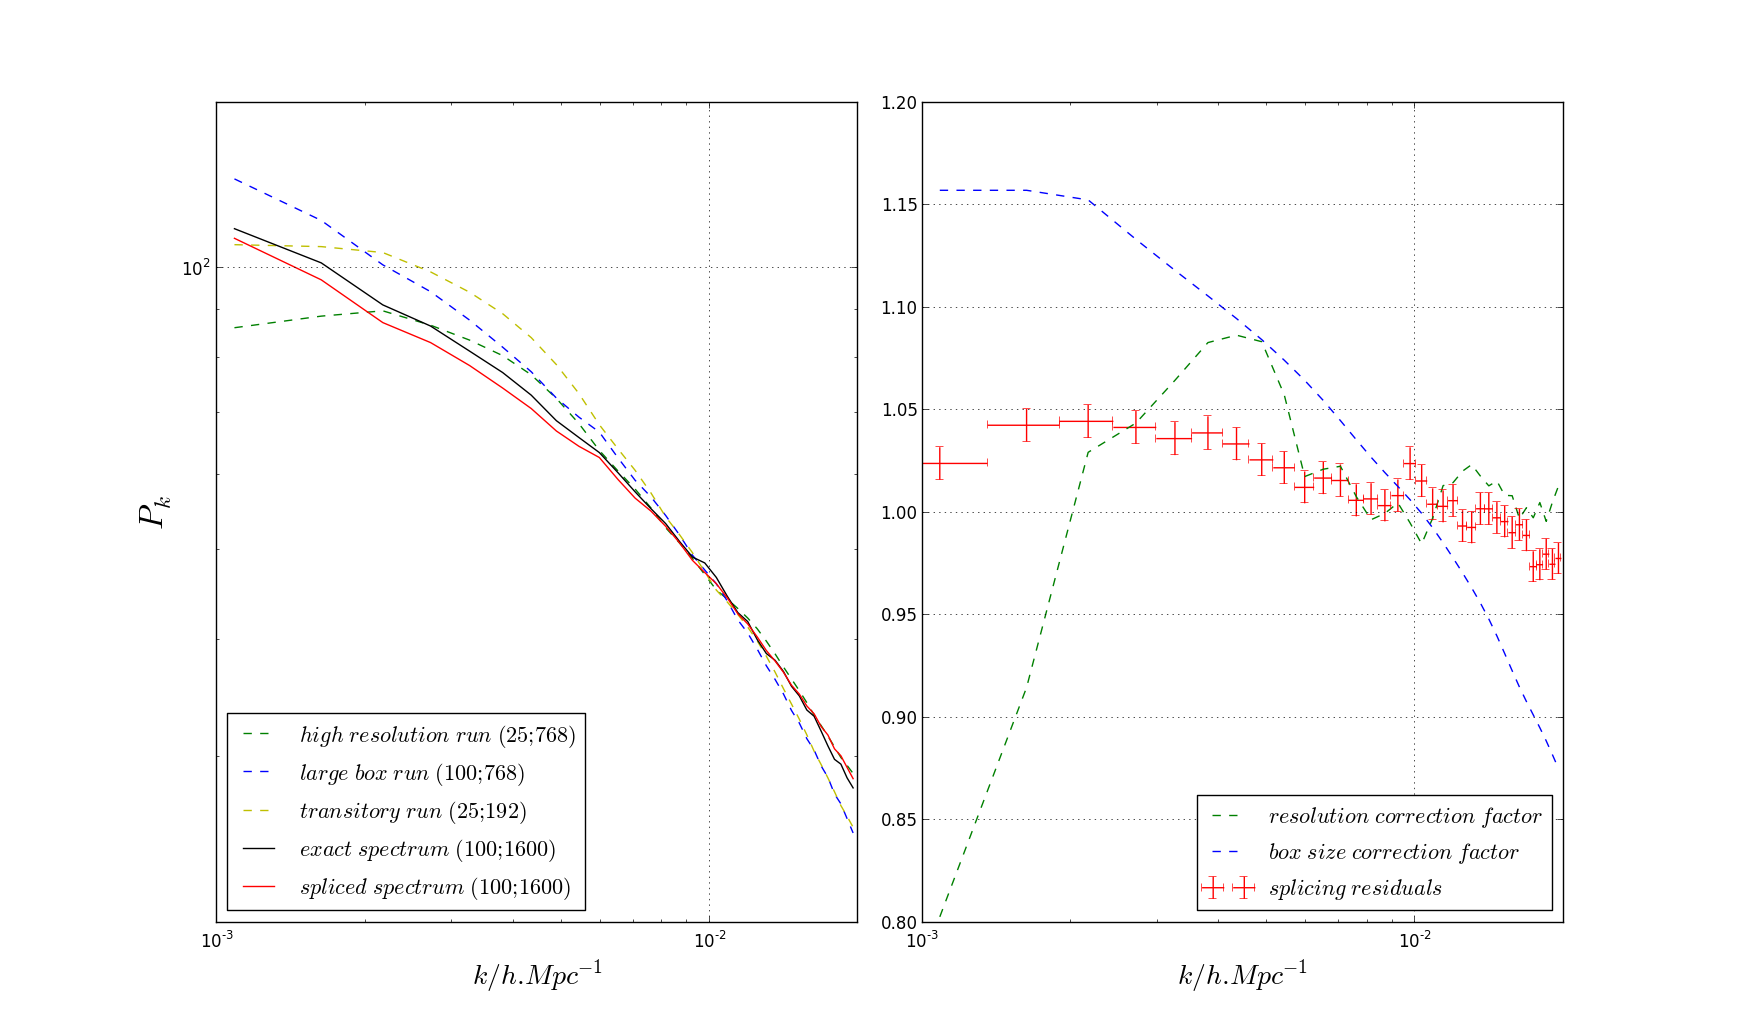 10²
10⁻³
10⁻²
P_k
k/h.Mpc⁻¹
high resolution run (25;768)
large box run (100;768)
transitory run (25;192)
exact spectrum (100;1600)
spliced spectrum (100;1600)
1.20
1.15
1.10
1.05
1.00
0.95
0.90
0.85
0.80
10⁻³
10⁻²
k/h.Mpc⁻¹
resolution correction factor
box size correction factor
splicing residuals